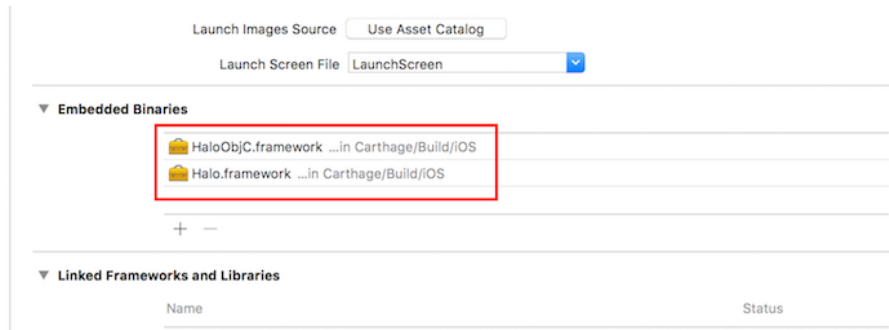 Launch Images Source Use Asset Catalog
Launch Screen File LaunchScreen
Embedded Binaries
HaloObjC.framework ...in Carthage/Build/iOS
Halo.framework ...in Carthage/Build/iOS
+ —
Linked Frameworks and Libraries
Name Status